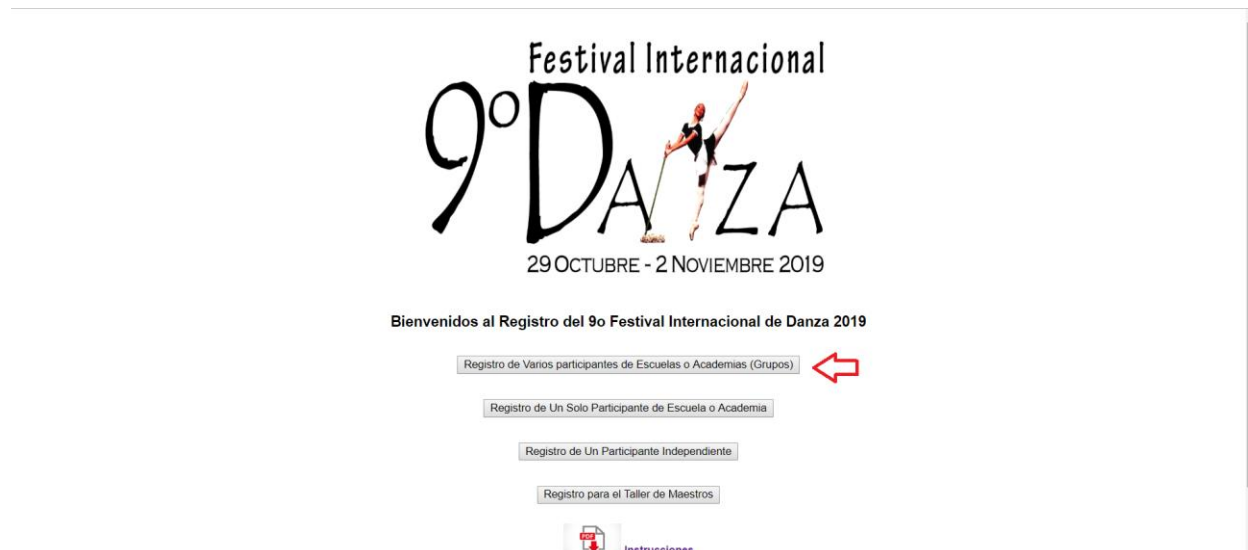 Festival Internacional
9º DANZA
29 OCTUBRE - 2 NOVIEMBRE 2019
Bienvenidos al Registro del 9o Festival Internacional de Danza 2019
Registro de Varios participantes de Escuelas o Academias (Grupos)
Registro de Un Solo Participante de Escuela o Academia
Registro de Un Participante Independiente
Registro para el Taller de Maestros
PDF
Instrucciones